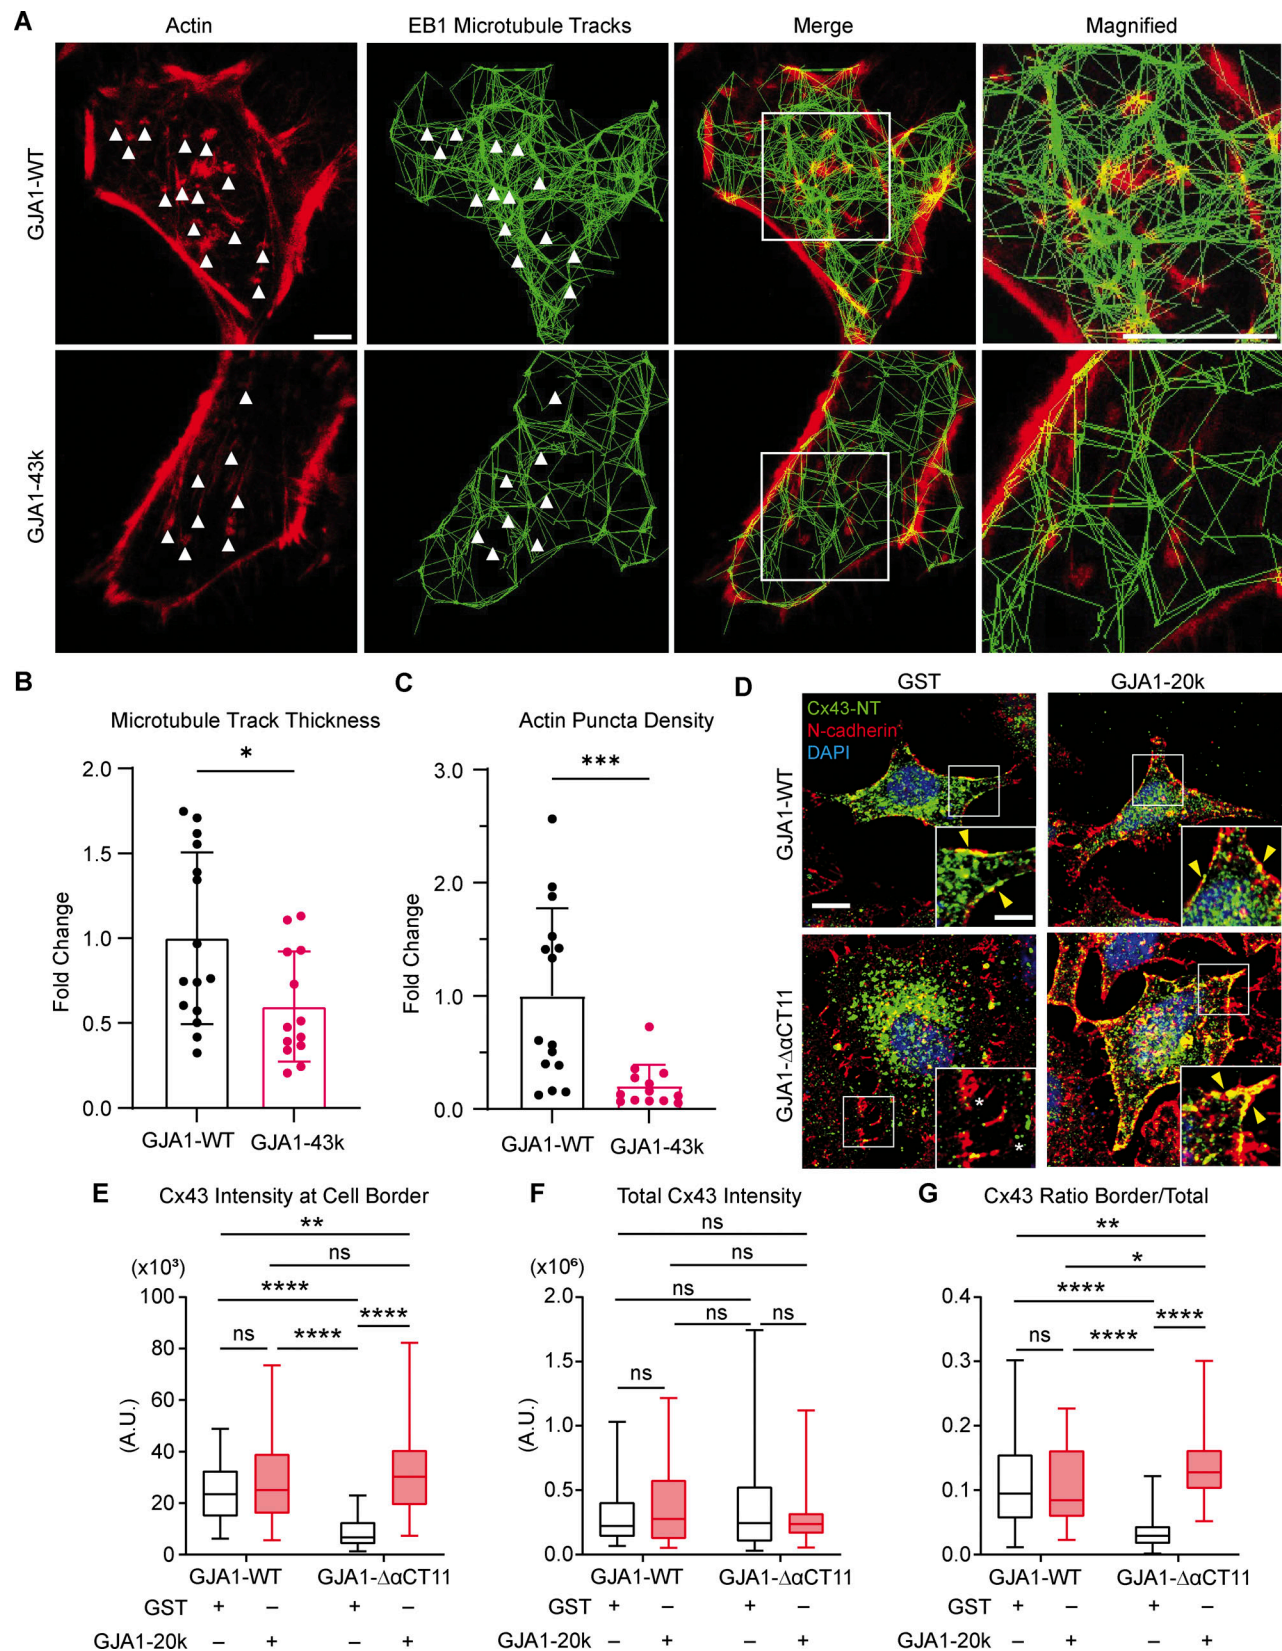 A
Actin
EB1 Microtubule Tracks
Merge
Magnified
GJA1-WT
GJA1-43k
B
Microtubule Track Thickness
*
Fold Change
2.0
1.5
1.0
0.5
0.0
GJA1-WT
GJA1-43k
C
Actin Puncta Density
***
Fold Change
3.0
2.0
1.0
0.0
GJA1-WT
GJA1-43k
D
GST
GJA1-20k
Cx43-NT
N-cadherin
DAPI
GJA1-WT
GJA1-ΔαCT11
*
*
E
Cx43 Intensity at Cell Border
**
ns
(x10³)
****
****
ns
****
100
80
60
40
20
0
(A.U.)
GJA1-WT
GJA1-ΔαCT11
GST + – + –
GJA1-20k – + – +
F
Total Cx43 Intensity
ns
ns
(x10⁶)
ns
ns
ns
ns
2.0
1.5
1.0
0.5
0.0
(A.U.)
GJA1-WT
GJA1-ΔαCT11
GST + – + –
GJA1-20k – + – +
G
Cx43 Ratio Border/Total
**
*
****
****
ns
****
0.4
0.3
0.2
0.1
0.0
GJA1-WT
GJA1-ΔαCT11
GST + – + –
GJA1-20k – + – +